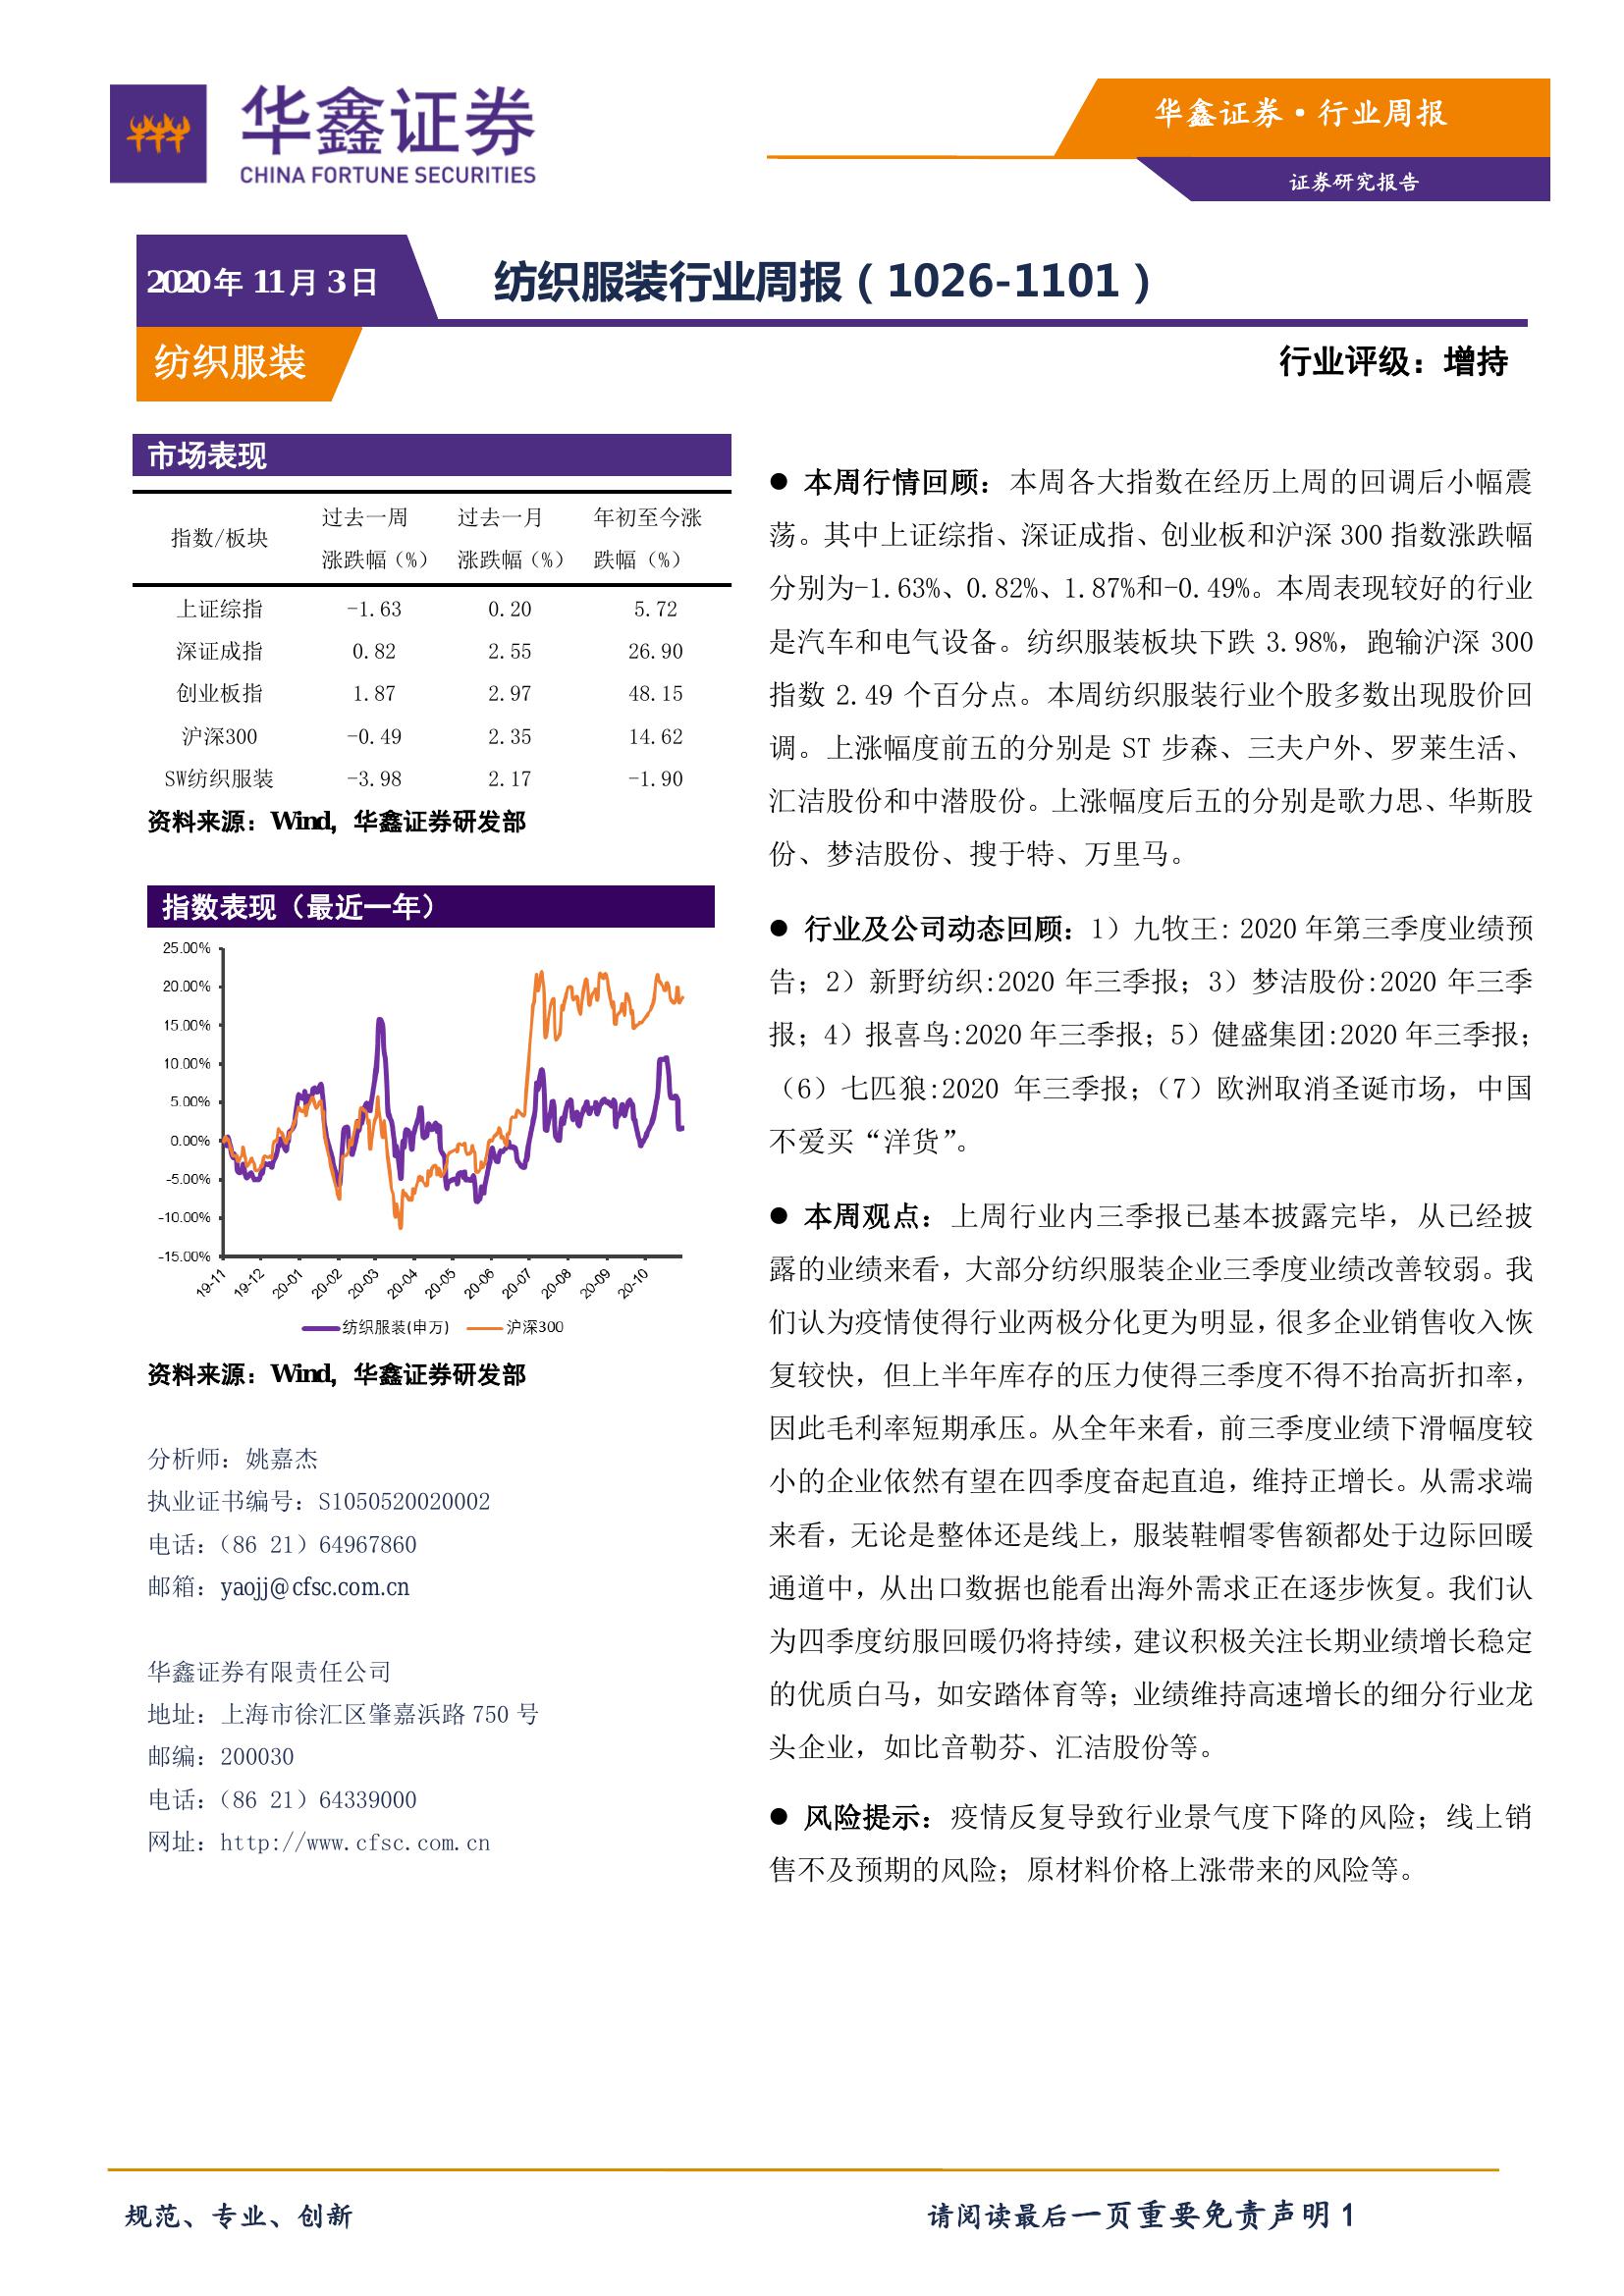 华鑫证券
CHINA FORTUNE SECURITIES
华鑫证券·行业周报
证券研究报告
2020年 11月 3日
纺织服装行业周报（1026-1101）
纺织服装
行业评级：增持
市场表现
指数/板块 过去一周涨跌幅（%） 过去一月涨跌幅（%） 年初至今涨跌幅（%）
上证综指 -1.63 0.20 5.72
深证成指 0.82 2.55 26.90
创业板指 1.87 2.97 48.15
沪深300 -0.49 2.35 14.62
SW纺织服装 -3.98 2.17 -1.90
资料来源：Wind，华鑫证券研发部
指数表现（最近一年）
25.00%
20.00%
15.00%
10.00%
5.00%
0.00%
-5.00%
-10.00%
-15.00%
19-11 19-12 20-01 20-02 20-03 20-04 20-05 20-06 20-07 20-08 20-09 20-10
纺织服装(申万) 沪深300
资料来源：Wind，华鑫证券研发部
分析师：姚嘉杰
执业证书编号：S1050520020002
电话：（86 21）64967860
邮箱：yaojj@cfsc.com.cn
华鑫证券有限责任公司
地址：上海市徐汇区肇嘉浜路 750 号
邮编：200030
电话：（86 21）64339000
网址：http://www.cfsc.com.cn
● 本周行情回顾：本周各大指数在经历上周的回调后小幅震
荡。其中上证综指、深证成指、创业板和沪深 300 指数涨跌幅
分别为-1.63%、0.82%、1.87%和-0.49%。本周表现较好的行业
是汽车和电气设备。纺织服装板块下跌 3.98%，跑输沪深 300
指数 2.49 个百分点。本周纺织服装行业个股多数出现股价回
调。上涨幅度前五的分别是 ST 步森、三夫户外、罗莱生活、
汇洁股份和中潜股份。上涨幅度后五的分别是歌力思、华斯股
份、梦洁股份、搜于特、万里马。
● 行业及公司动态回顾：1）九牧王: 2020 年第三季度业绩预
告；2）新野纺织:2020 年三季报；3）梦洁股份:2020 年三季
报；4）报喜鸟:2020 年三季报；5）健盛集团:2020 年三季报；
（6）七匹狼:2020 年三季报；（7）欧洲取消圣诞市场，中国
不爱买“洋货”。
● 本周观点：上周行业内三季报已基本披露完毕，从已经披
露的业绩来看，大部分纺织服装企业三季度业绩改善较弱。我
们认为疫情使得行业两极分化更为明显，很多企业销售收入恢
复较快，但上半年库存的压力使得三季度不得不抬高折扣率，
因此毛利率短期承压。从全年来看，前三季度业绩下滑幅度较
小的企业依然有望在四季度奋起直追，维持正增长。从需求端
来看，无论是整体还是线上，服装鞋帽零售额都处于边际回暖
通道中，从出口数据也能看出海外需求正在逐步恢复。我们认
为四季度纺服回暖仍将持续，建议积极关注长期业绩增长稳定
的优质白马，如安踏体育等；业绩维持高速增长的细分行业龙
头企业，如比音勒芬、汇洁股份等。
● 风险提示：疫情反复导致行业景气度下降的风险；线上销
售不及预期的风险；原材料价格上涨带来的风险等。
规范、专业、创新
请阅读最后一页重要免责声明 1